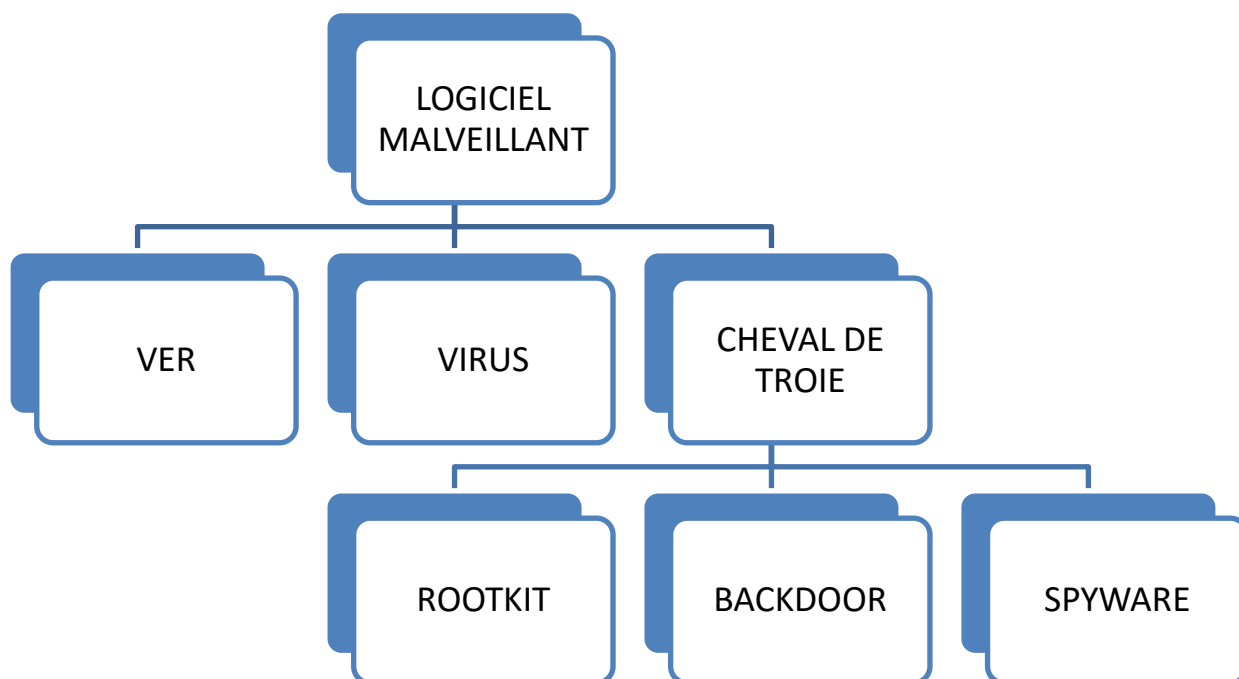 LOGICIEL
MALVEILLANT
VER
VIRUS
CHEVAL DE
TROIE
ROOTKIT
BACKDOOR
SPYWARE